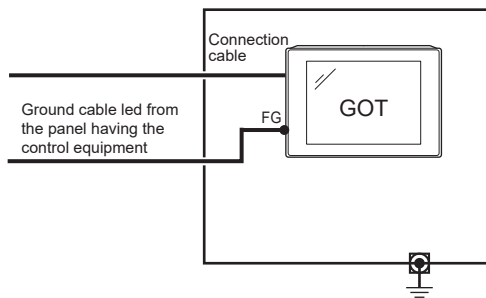 Connection
cable
Ground cable led from
the panel having the
control equipment
FG
GOT